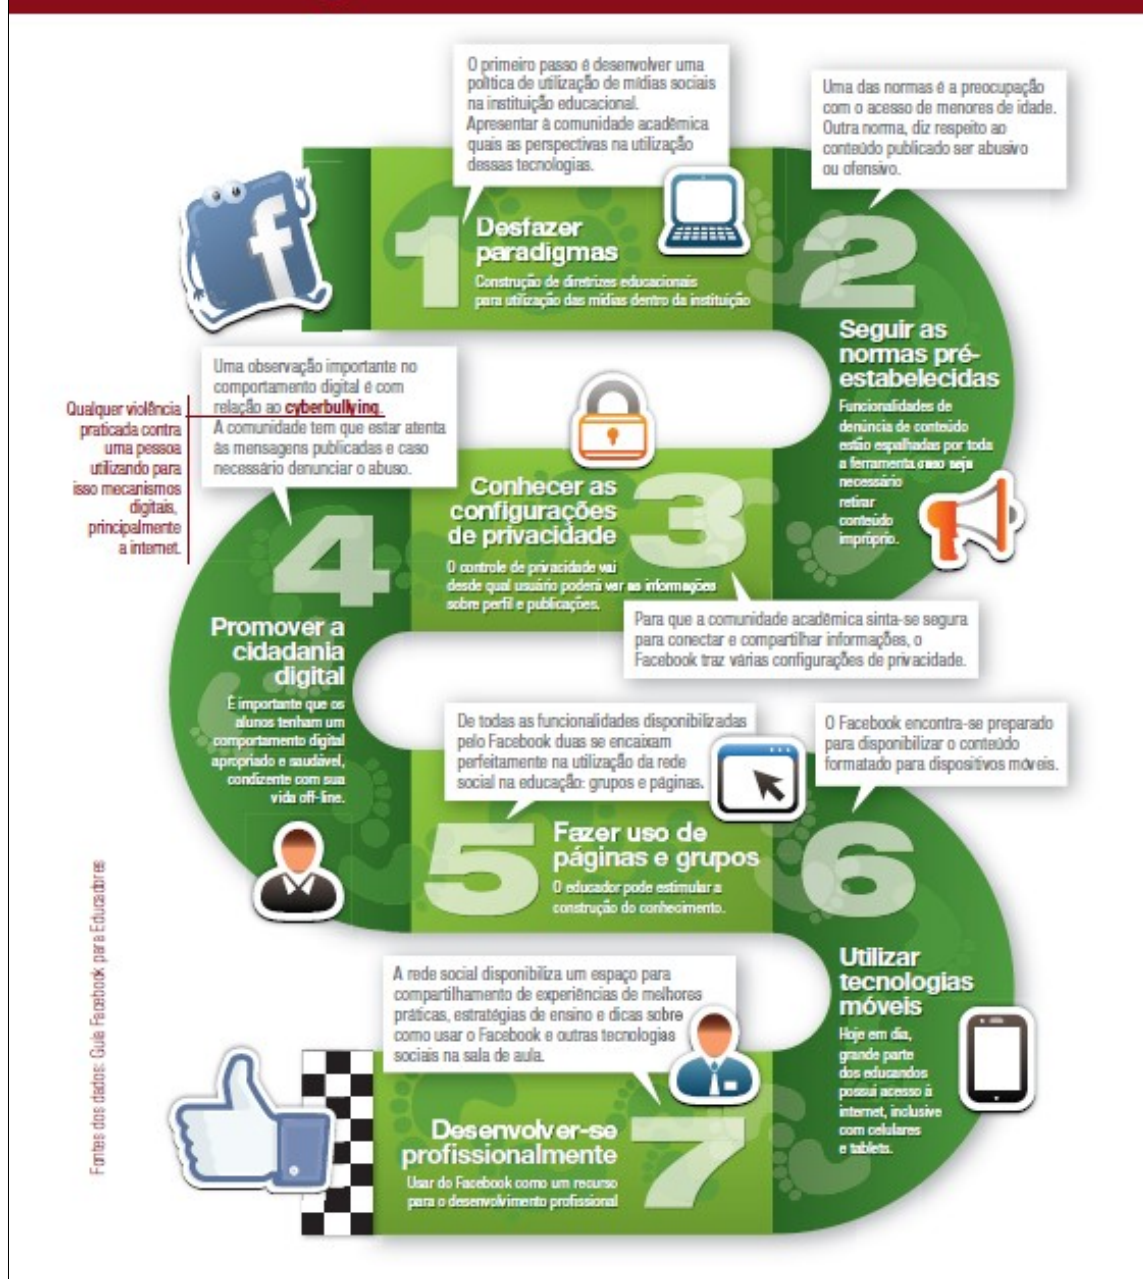 O primeiro passo é desenvolver uma
política de utilização de mídias sociais
na instituição educacional.
Apresentar à comunidade acadêmica
quais as perspectivas na utilização
dessas tecnologias.
1
Desfazer
paradigmas
Construção de diretrizes educacionais
para utilização das mídias dentro da instituição
f
Uma das normas é a preocupação
com o acesso de menores de idade.
Outra norma, diz respeito ao
conteúdo publicado ser abusivo
ou ofensivo.
2
Seguir as
normas pré-
estabelecidas
Funcionalidades de
denúncia de conteúdo
estão espalhadas por toda
a ferramenta caso seja
necessário
retirar
conteúdo
impróprio.
3
Conhecer as
configurações
de privacidade
O controle de privacidade vai
desde qual usuário poderá ver as informações
sobre perfil e publicações.
Para que a comunidade acadêmica sinta-se segura
para conectar e compartilhar informações, o
Facebook traz várias configurações de privacidade.
Uma observação importante no
comportamento digital é com
relação ao cyberbullying.
A comunidade tem que estar atenta
às mensagens publicadas e caso
necessário denunciar o abuso.
Qualquer violência
praticada contra
uma pessoa
utilizando para
isso mecanismos
digitais,
principalmente
a internet.
4
Promover a
cidadania
digital
É importante que os
alunos tenham um
comportamento digital
apropriado e saudável,
condizente com sua
vida off-line.
De todas as funcionalidades disponibilizadas
pelo Facebook duas se encaixam
perfeitamente na utilização da rede
social na educação: grupos e páginas.
5
Fazer uso de
páginas e grupos
O educador pode estimular a
construção do conhecimento.
O Facebook encontra-se preparado
para disponibilizar o conteúdo
formatado para dispositivos móveis.
6
Utilizar
tecnologias
móveis
Hoje em dia,
grande parte
dos educandos
possui acesso à
internet, inclusive
com celulares
e tablets.
A rede social disponibiliza um espaço para
compartilhamento de experiências de melhores
práticas, estratégias de ensino e dicas sobre
como usar o Facebook e outras tecnologias
sociais na sala de aula.
7
Desenvolver-se
profissionalmente
Usar do Facebook como um recurso
para o desenvolvimento profissional
Fontes dos dados: Guia Facebook para Educadores